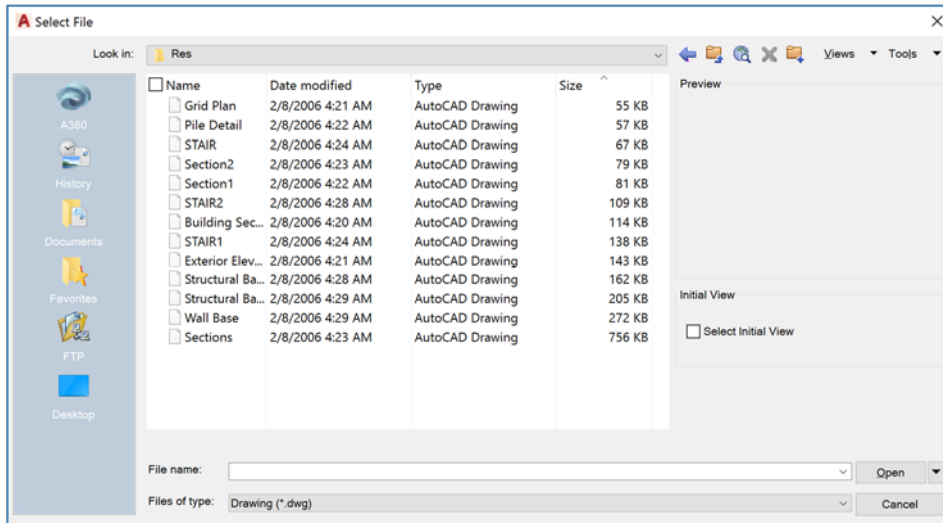 Select File
Look in: Res Views Tools
Name Date modified Type Size
Grid Plan 2/8/2006 4:21 AM AutoCAD Drawing 55 KB
Pile Detail 2/8/2006 4:22 AM AutoCAD Drawing 57 KB
STAIR 2/8/2006 4:24 AM AutoCAD Drawing 67 KB
Section2 2/8/2006 4:23 AM AutoCAD Drawing 79 KB
Section1 2/8/2006 4:22 AM AutoCAD Drawing 81 KB
STAIR2 2/8/2006 4:28 AM AutoCAD Drawing 109 KB
Building Sec... 2/8/2006 4:20 AM AutoCAD Drawing 114 KB
STAIR1 2/8/2006 4:24 AM AutoCAD Drawing 138 KB
Exterior Elev... 2/8/2006 4:21 AM AutoCAD Drawing 143 KB
Structural Ba... 2/8/2006 4:28 AM AutoCAD Drawing 162 KB
Structural Ba... 2/8/2006 4:29 AM AutoCAD Drawing 205 KB
Wall Base 2/8/2006 4:29 AM AutoCAD Drawing 272 KB
Sections 2/8/2006 4:23 AM AutoCAD Drawing 756 KB
A360
History
Documents
Favorites
FTP
Desktop
Preview
Initial View
Select Initial View
File name: Open
Files of type: Drawing (*.dwg) Cancel